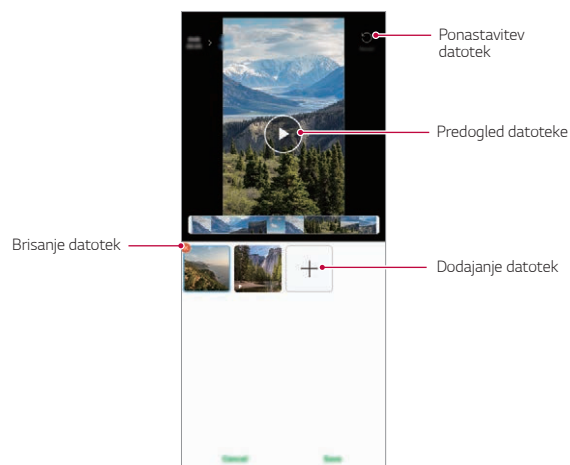 Ponastavitev
datotek
Predogled datoteke
Brisanje datotek
Dodajanje datotek